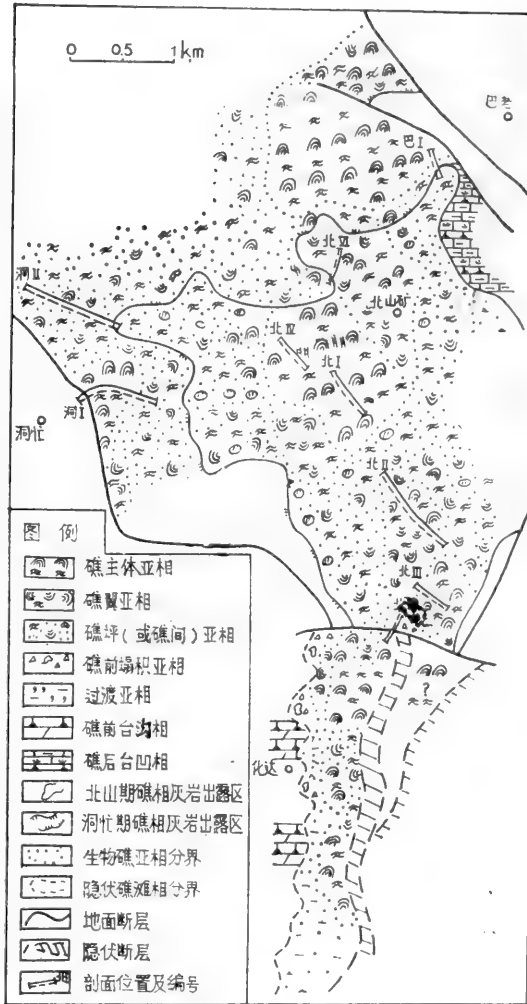 0 0.5 1km
巴考
巴I
北VI
洞II
北山矿
北IV
北I
洞I
洞忙
北II
北III
?
化达
图例
礁主体亚相
礁翼亚相
礁坪(或礁间)亚相
礁前塌积亚相
过渡亚相
礁前台沟相
礁后台凹相
北山期礁相灰岩出露区
洞忙期礁相灰岩出露区
生物礁亚相分界
隐伏礁滩相分界
地面断层
隐伏断层
剖面位置及编号